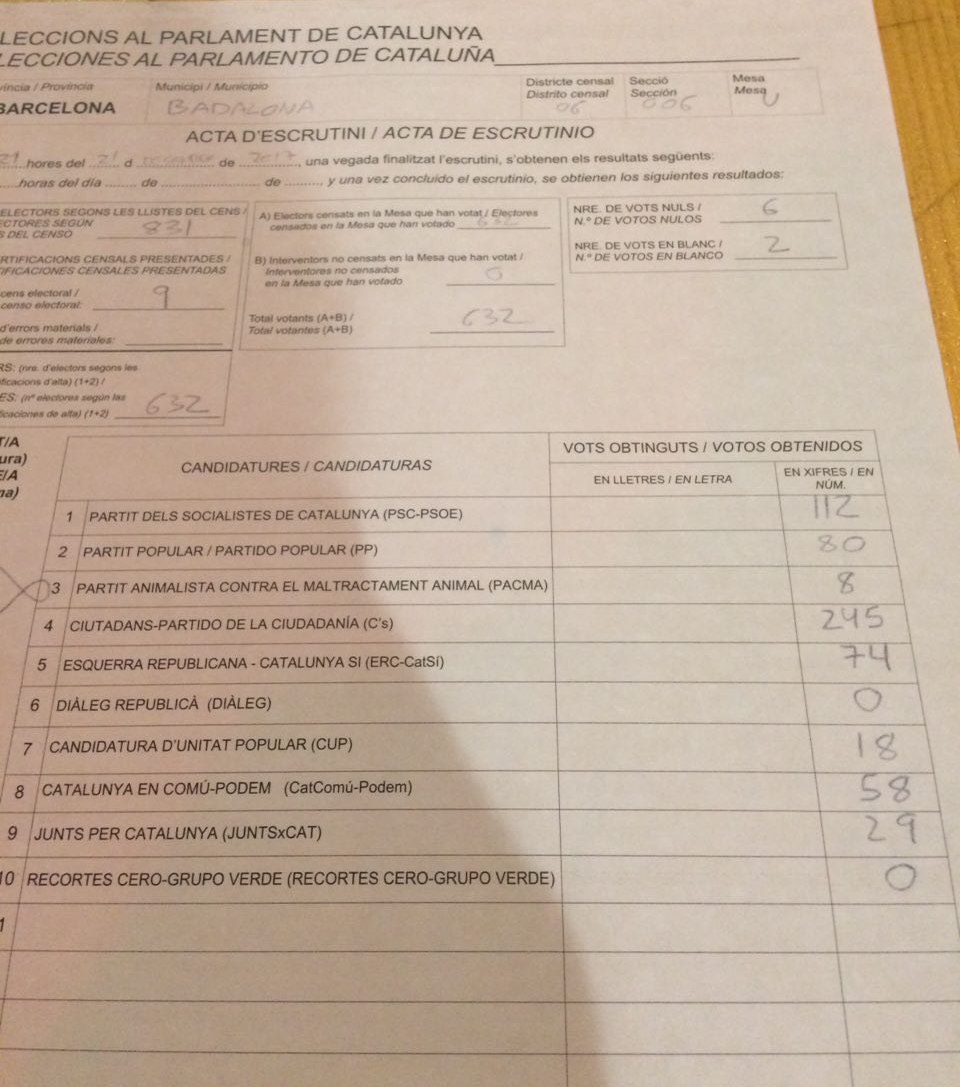 LECCIONS AL PARLAMENT DE CATALUNYA
LECCIONES AL PARLAMENTO DE CATALUÑA
víncia / Província
BARCELONA
Municipi / Municipio
BADALONA
Districte censal
Distrito censal
06
Secció
Sección
006
Mesa
Mesa
U
ACTA D'ESCRUTINI / ACTA DE ESCRUTINIO
21 hores del 21 d desembre de 2017, una vegada finalitzat l'escrutini, s'obtenen els resultats següents:
horas del día de de y una vez concluido el escrutinio, se obtienen los siguientes resultados:
ELECTORS SEGONS LES LLISTES DEL CENS /
ECTORES SEGÚN
S DEL CENSO 831
RTIFICACIONS CENSALS PRESENTADES /
TIFICACIONES CENSALES PRESENTADAS
cens electoral /
censo electoral: 9
d'errors materials /
de errores materiales:
RS: (nre. d'electors segons les
ificacions d'alta) (1+2) /
ES: (nº electores según las
ficaciones de alta) (1+2) 632
A) Electors censats en la Mesa que han votat / Electores
censados en la Mesa que han votado 632
B) Interventors no censats en la Mesa que han votat /
Interventores no censados
en la Mesa que han votado 0
Total votants (A+B) /
Total votantes (A+B) 632
NRE. DE VOTS NULS /
N.º DE VOTOS NULOS 6
NRE. DE VOTS EN BLANC /
N.º DE VOTOS EN BLANCO 2
T/A
ura)
E/A
na)
CANDIDATURES / CANDIDATURAS
VOTS OBTINGUTS / VOTOS OBTENIDOS
EN LLETRES / EN LETRA
EN XIFRES / EN
NÚM.
1 PARTIT DELS SOCIALISTES DE CATALUNYA (PSC-PSOE) 112
2 PARTIT POPULAR / PARTIDO POPULAR (PP) 80
3 PARTIT ANIMALISTA CONTRA EL MALTRACTAMENT ANIMAL (PACMA) 8
4 CIUTADANS-PARTIDO DE LA CIUDADANÍA (C's) 245
5 ESQUERRA REPUBLICANA - CATALUNYA SI (ERC-CatSí) 74
6 DIÀLEG REPUBLICÀ (DIÀLEG) 0
7 CANDIDATURA D'UNITAT POPULAR (CUP) 18
8 CATALUNYA EN COMÚ-PODEM (CatComú-Podem) 58
9 JUNTS PER CATALUNYA (JUNTSxCAT) 29
10 RECORTES CERO-GRUPO VERDE (RECORTES CERO-GRUPO VERDE) 0
1